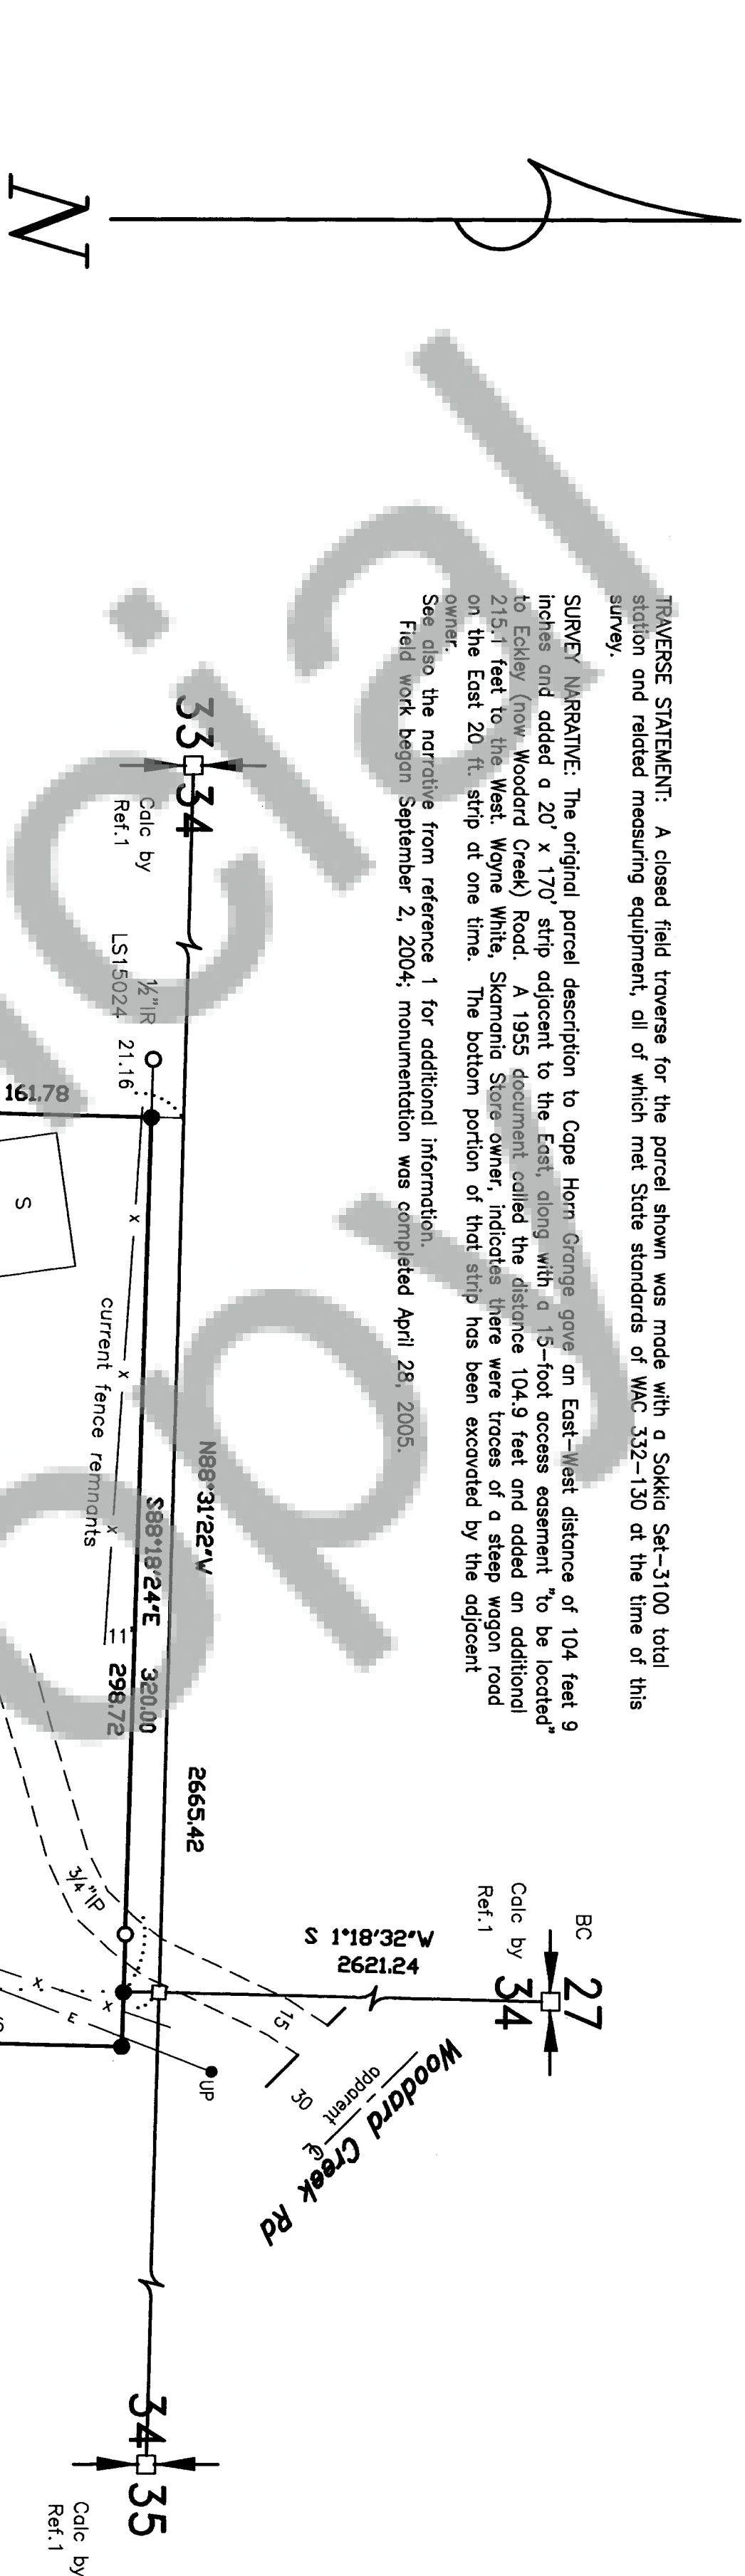 N
TRAVERSE STATEMENT: A closed field traverse for the parcel shown was made with a Sokkia Set-3100 total
station and related measuring equipment, all of which met State standards of WAC 332-130 at the time of this
survey.
SURVEY NARRATIVE: The original parcel description to Cape Horn Grange gave an East-West distance of 104 feet 9
inches and added a 20' x 170' strip adjacent to the East, along with a 15-foot access easement "to be located"
to Eckley (now Woodard Creek) Road. A 1955 document called the distance 104.9 feet and added an additional
215.1 feet to the West. Wayne White, Skamania Store owner, indicates there were traces of a steep wagon road
on the East 20 ft. strip at one time. The bottom portion of that strip has been excavated by the adjacent
owner.
See also the narrative from reference 1 for additional information.
Field work began September 2, 2004; monumentation was completed April 28, 2005.
BC
27
34
Calc by
Ref.1
S 1°18'32"W
2621.24
Woodard Creek Rd
apparent
30
15
UP
33 34
Calc by
Ref.1
N88°31'22"W
2665.42
34 35
Calc by
Ref.1
1/2"IR
LS15024
21.16
S88°18'24"E 320.00
298.72
current fence remnants
x
x
x
3/4"IP
x
x
E
161.78
S
Official
Copy